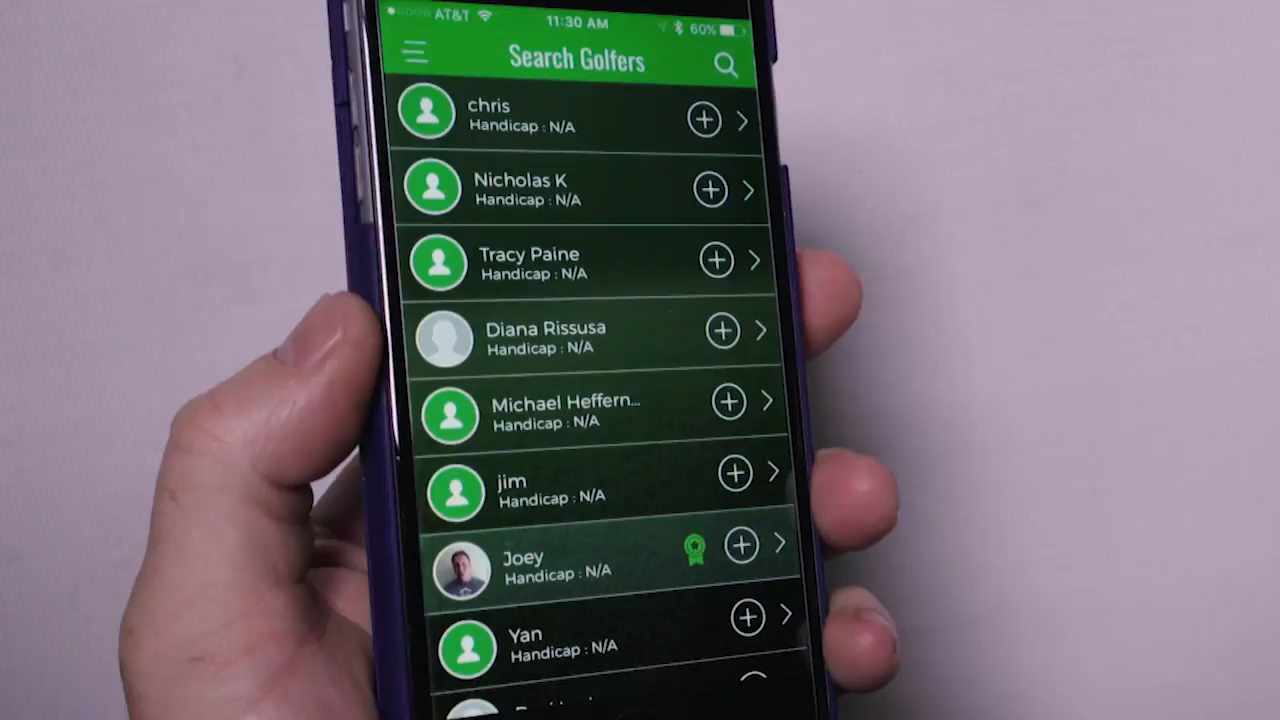 AT&T 11:30 AM 60%
Search Golfers
chris
Handicap : N/A
Nicholas K
Handicap : N/A
Tracy Paine
Handicap : N/A
Diana Rissusa
Handicap : N/A
Michael Heffern...
Handicap : N/A
jim
Handicap : N/A
Joey
Handicap : N/A
Yan
Handicap : N/A